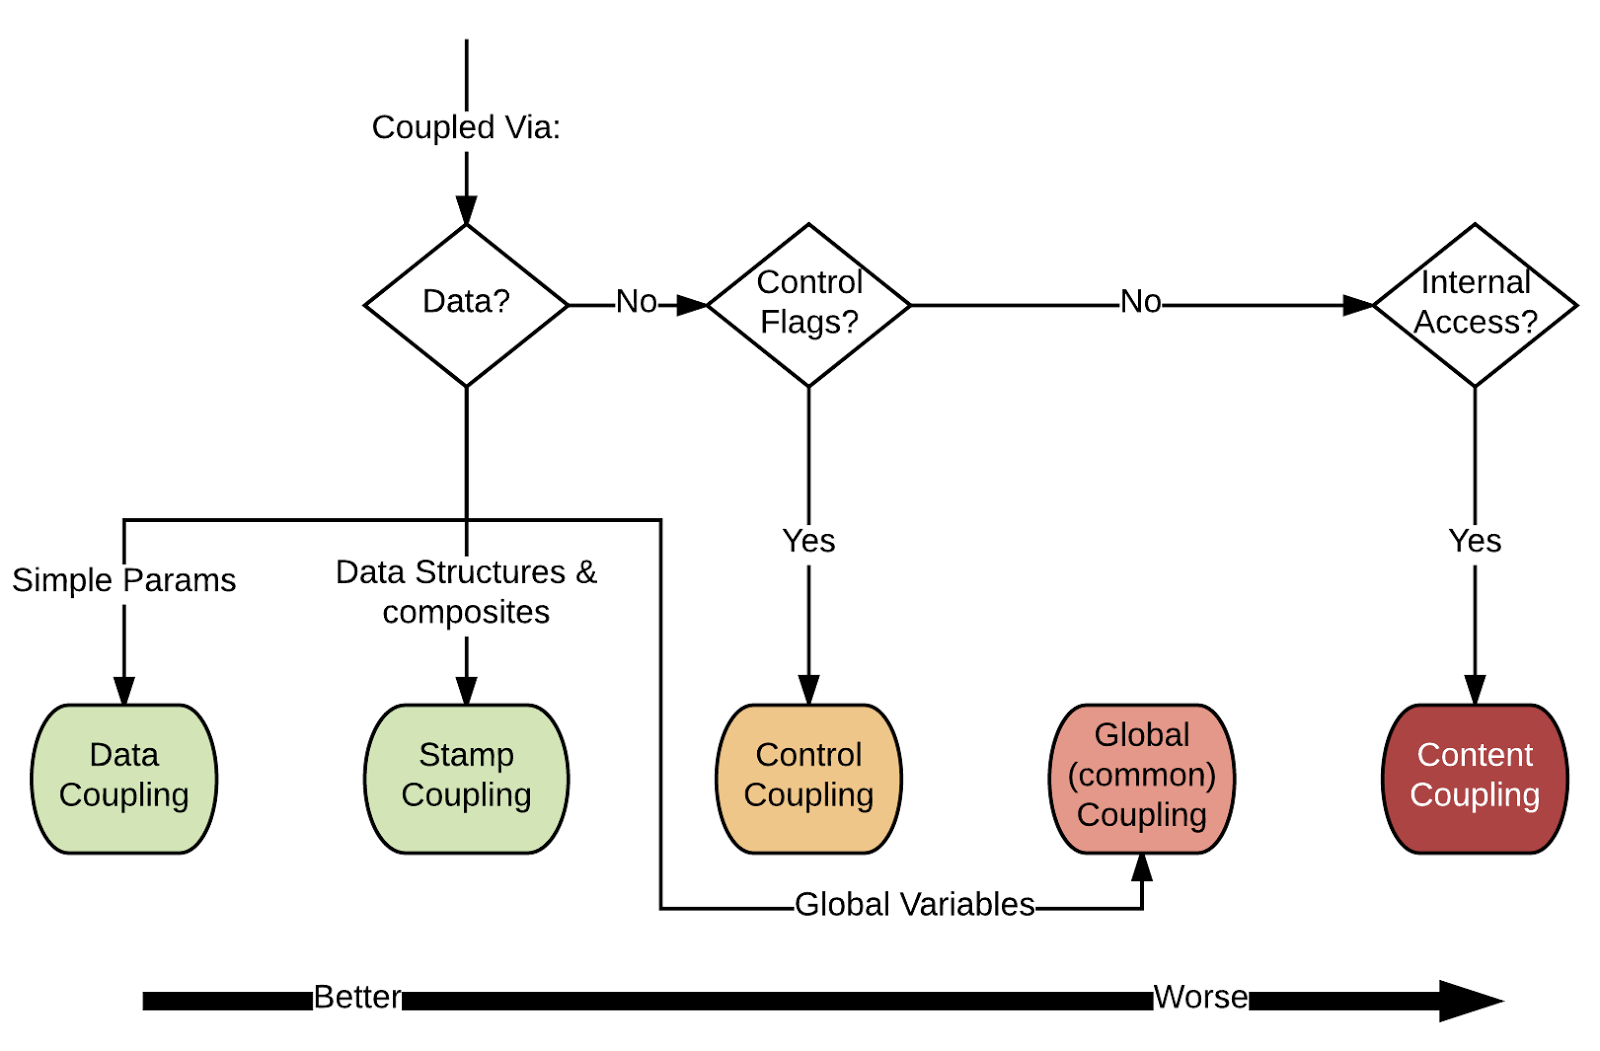 Coupled Via:
Data?
No
Control
Flags?
No
Internal
Access?
Yes
Yes
Simple Params
Data Structures &
composites
Data
Coupling
Stamp
Coupling
Control
Coupling
Global
(common)
Coupling
Content
Coupling
Global Variables
Better
Worse